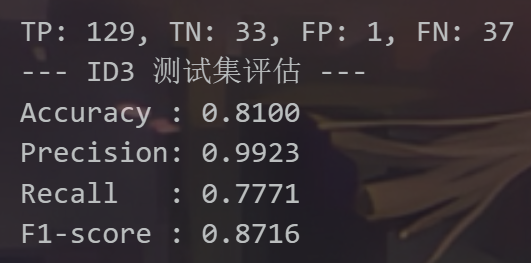 TP: 129, TN: 33, FP: 1, FN: 37
--- ID3 测试集评估 ---
Accuracy : 0.8100
Precision: 0.9923
Recall   : 0.7771
F1-score : 0.8716